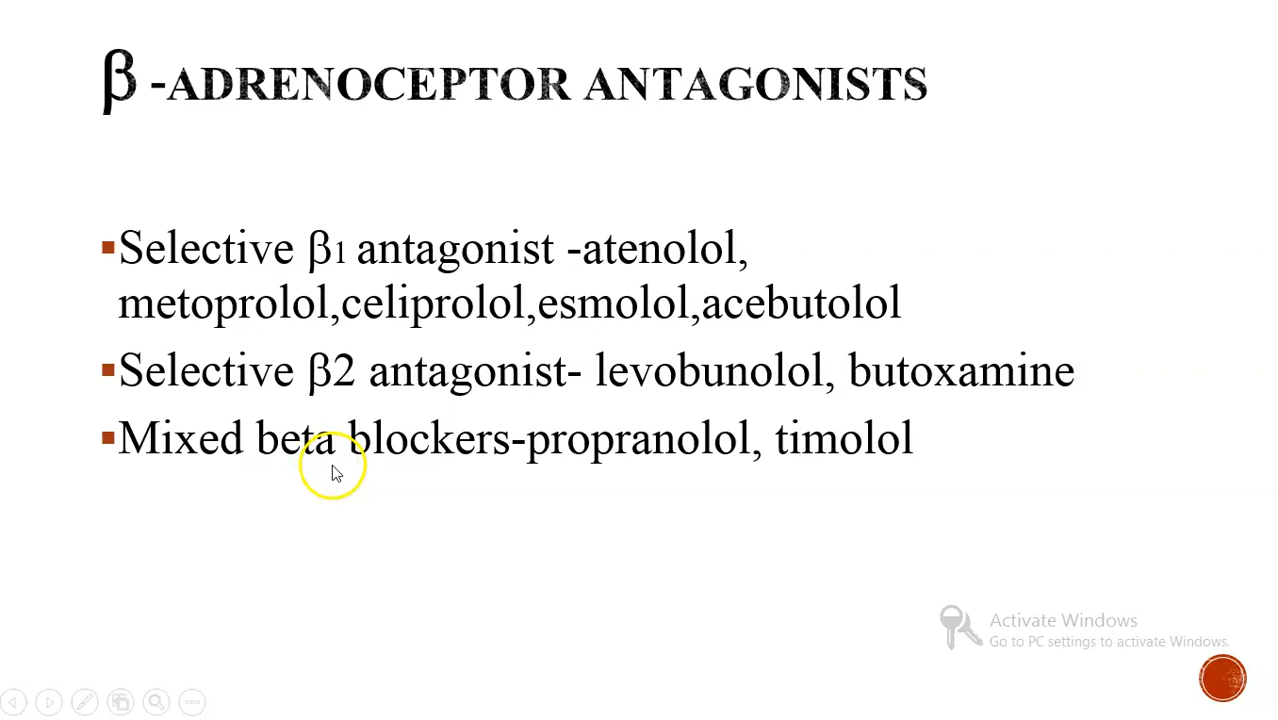 β -ADRENOCEPTOR ANTAGONISTS
▪Selective β1 antagonist -atenolol,
metoprolol,celiprolol,esmolol,acebutolol
▪Selective β2 antagonist- levobunolol, butoxamine
▪Mixed beta blockers-propranolol, timolol
Activate Windows
Go to PC settings to activate Windows.